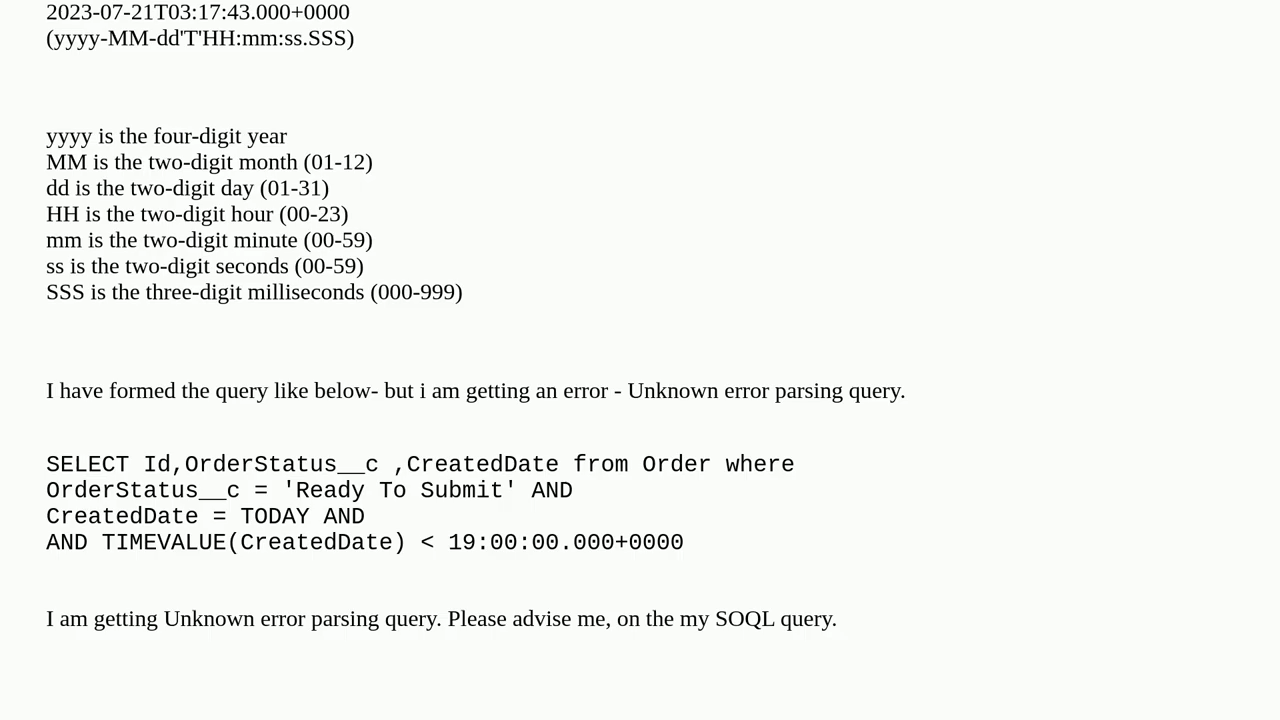 2023-07-21T03:17:43.000+0000
(yyyy-MM-dd'T'HH:mm:ss.SSS)
yyyy is the four-digit year
MM is the two-digit month (01-12)
dd is the two-digit day (01-31)
HH is the two-digit hour (00-23)
mm is the two-digit minute (00-59)
ss is the two-digit seconds (00-59)
SSS is the three-digit milliseconds (000-999)
I have formed the query like below- but i am getting an error - Unknown error parsing query.
SELECT Id,OrderStatus__c ,CreatedDate from Order where
OrderStatus__c = 'Ready To Submit' AND
CreatedDate = TODAY AND
AND TIMEVALUE(CreatedDate) < 19:00:00.000+0000
I am getting Unknown error parsing query. Please advise me, on the my SOQL query.